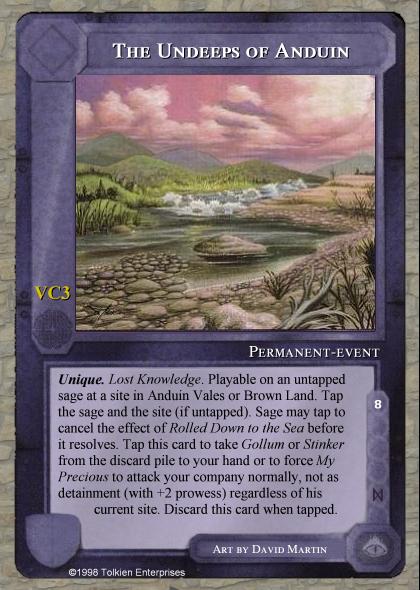 The Undeeps of Anduin
VC3
Permanent-event
Unique. Lost Knowledge. Playable on an untapped
sage at a site in Anduin Vales or Brown Land. Tap
the sage and the site (if untapped). Sage may tap to
cancel the effect of Rolled Down to the Sea before
it resolves. Tap this card to take Gollum or Stinker
from the discard pile to your hand or to force My
Precious to attack your company normally, not as
detainment (with +2 prowess) regardless of his
current site. Discard this card when tapped.
8
Art by David Martin
©1998 Tolkien Enterprises